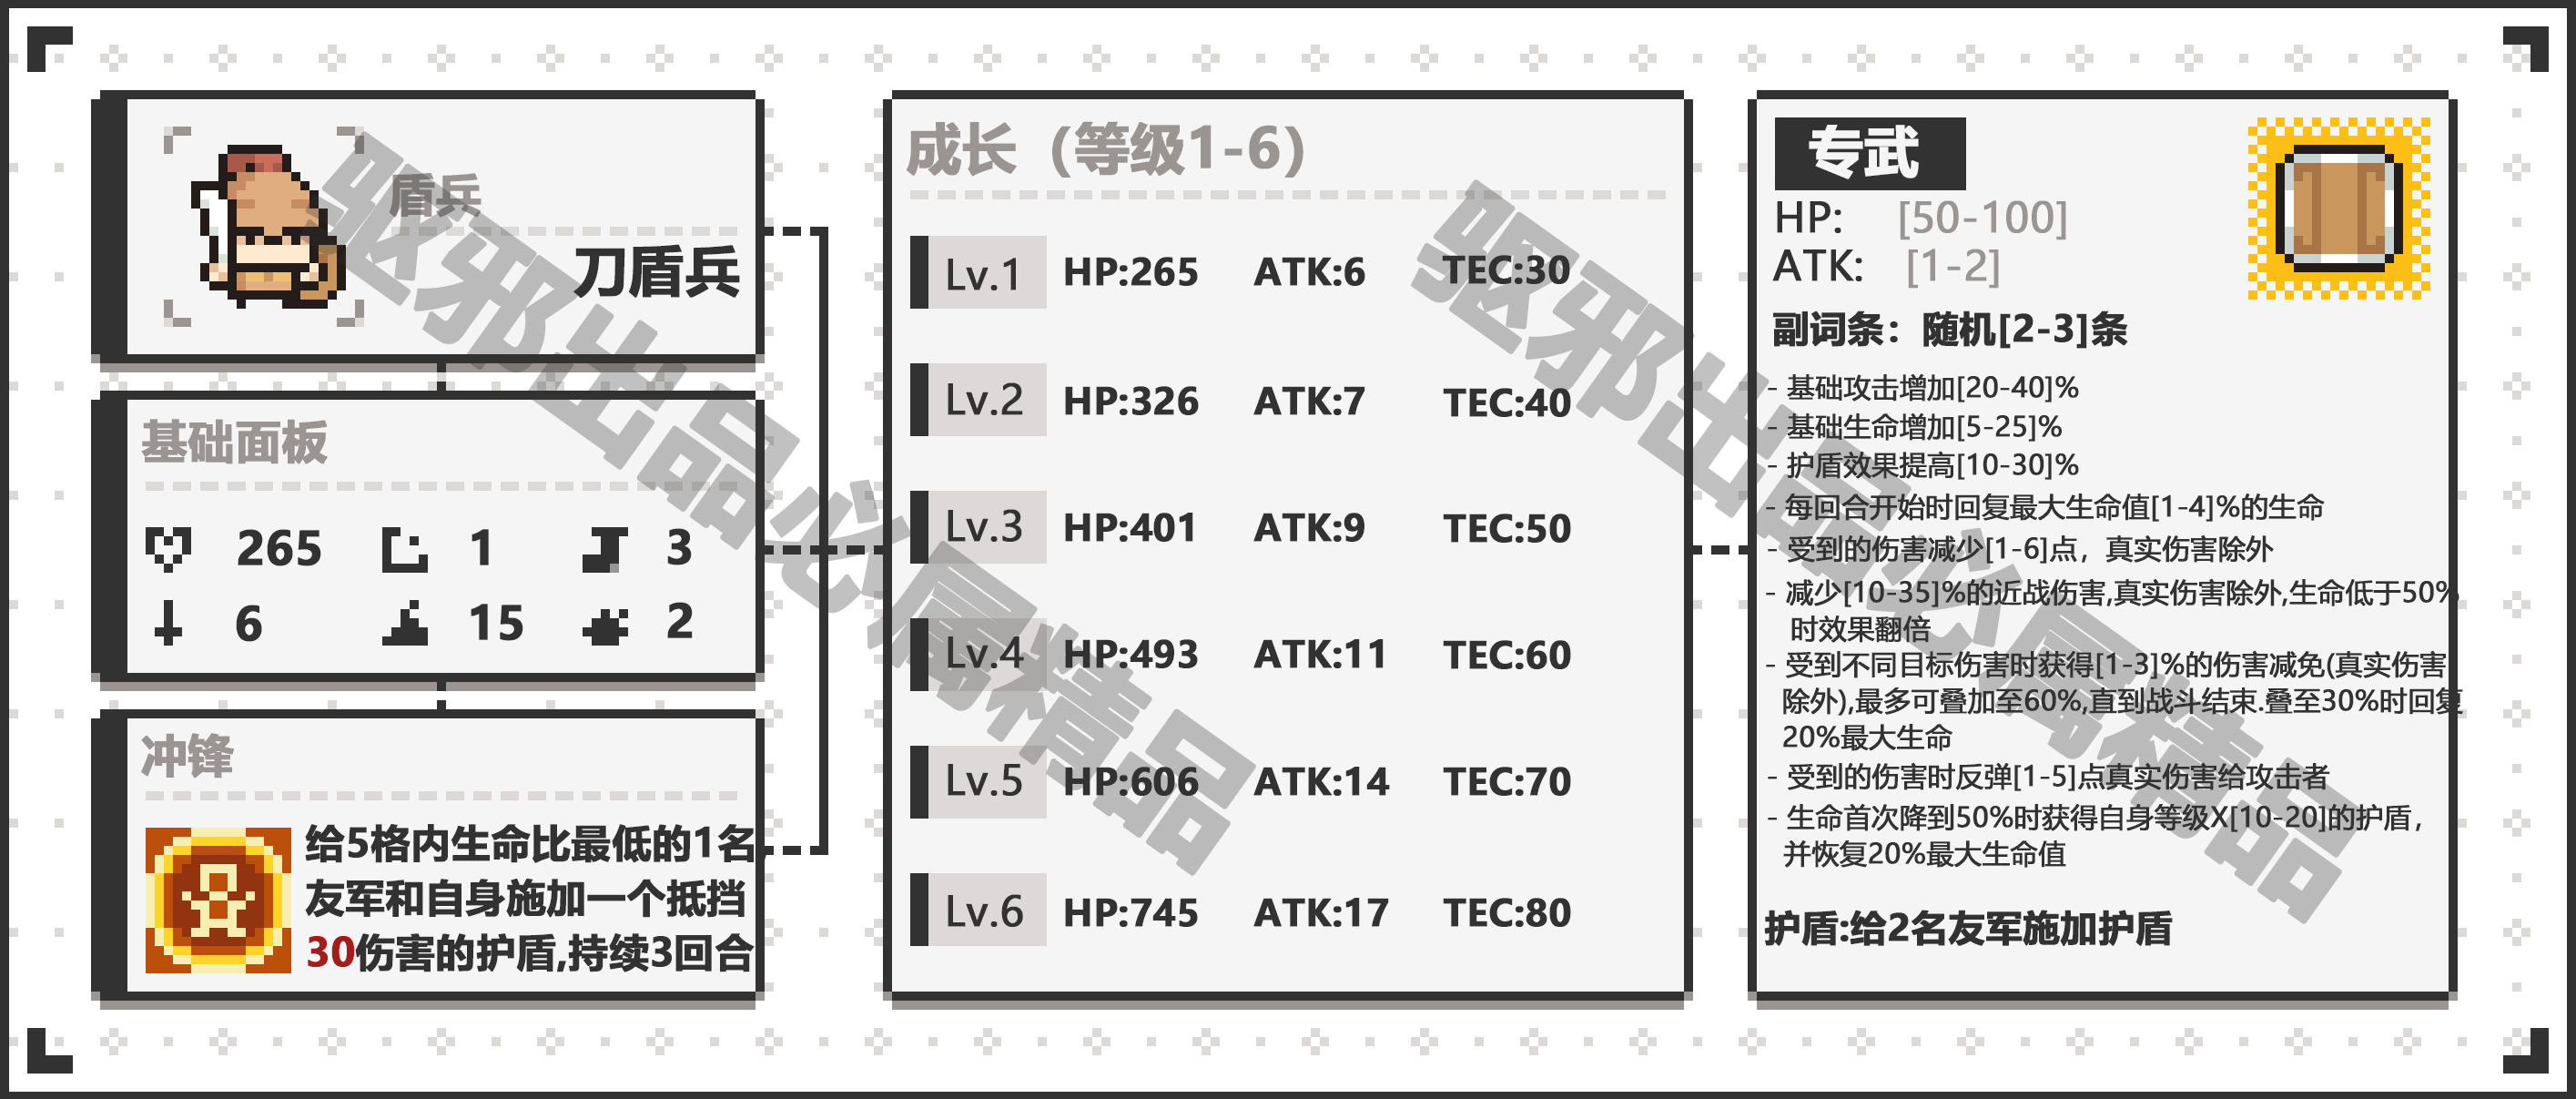 盾兵
刀盾兵
基础面板
265 1 3
6 15 2
冲锋
给5格内生命比最低的1名
友军和自身施加一个抵挡
30伤害的护盾,持续3回合
成长（等级1-6）
Lv.1 HP:265 ATK:6 TEC:30
Lv.2 HP:326 ATK:7 TEC:40
Lv.3 HP:401 ATK:9 TEC:50
Lv.4 HP:493 ATK:11 TEC:60
Lv.5 HP:606 ATK:14 TEC:70
Lv.6 HP:745 ATK:17 TEC:80
专武
HP: [50-100]
ATK: [1-2]
副词条：随机[2-3]条
- 基础攻击增加[20-40]%
- 基础生命增加[5-25]%
- 护盾效果提高[10-30]%
- 每回合开始时回复最大生命值[1-4]%的生命
- 受到的伤害减少[1-6]点，真实伤害除外
- 减少[10-35]%的近战伤害,真实伤害除外,生命低于50%
时效果翻倍
- 受到不同目标伤害时获得[1-3]%的伤害减免(真实伤害
除外),最多可叠加至60%,直到战斗结束.叠至30%时回复
20%最大生命
- 受到的伤害时反弹[1-5]点真实伤害给攻击者
- 生命首次降到50%时获得自身等级X[10-20]的护盾，
并恢复20%最大生命值
护盾:给2名友军施加护盾
驱邪出品必属精品
驱邪出品必属精品